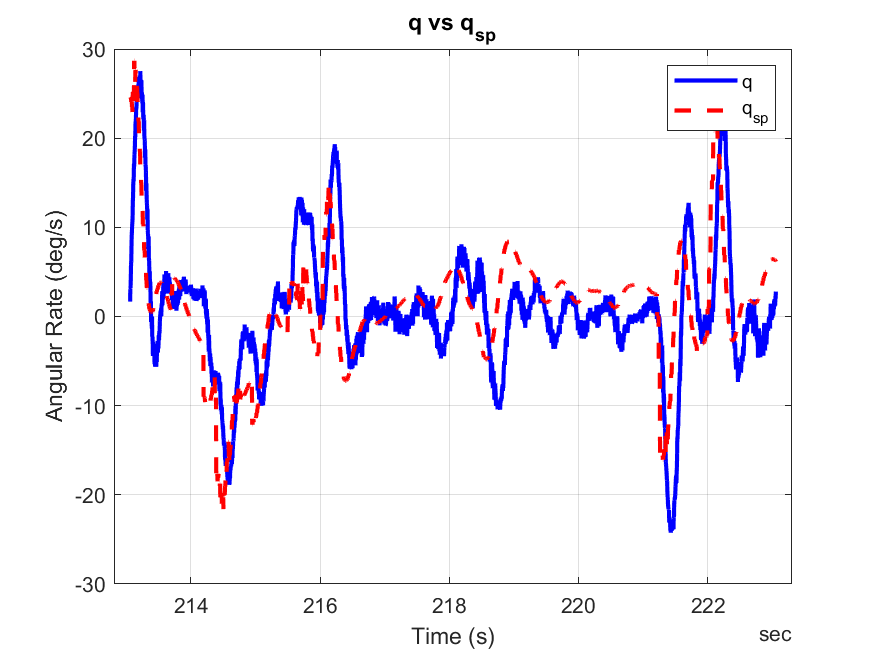 q vs q_sp
q
q_sp
30
20
10
0
-10
-20
-30
Angular Rate (deg/s)
214 216 218 220 222
Time (s)
sec